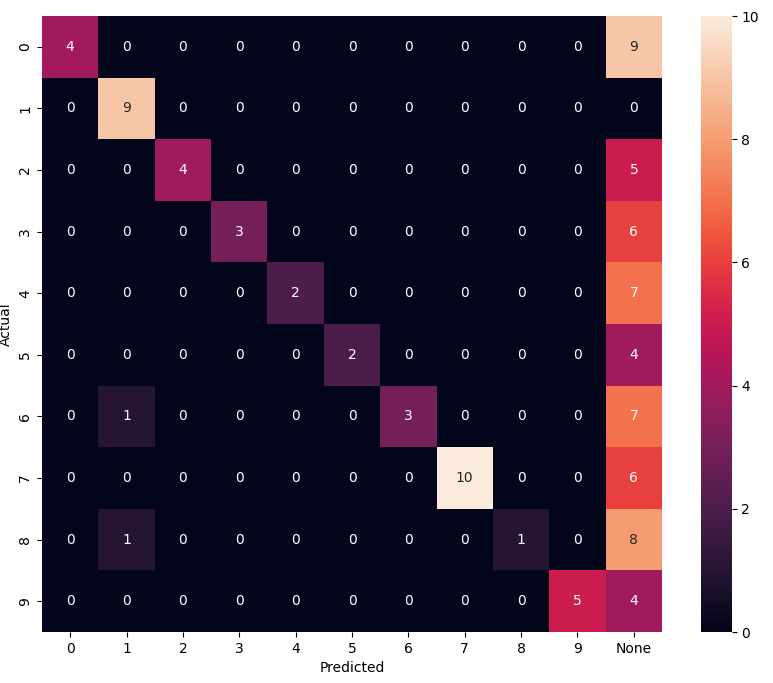 0 4 0 0 0 0 0 0 0 0 0 9
1 0 9 0 0 0 0 0 0 0 0 0
2 0 0 4 0 0 0 0 0 0 0 5
3 0 0 0 3 0 0 0 0 0 0 6
4 0 0 0 0 2 0 0 0 0 0 7
5 0 0 0 0 0 2 0 0 0 0 4
6 0 1 0 0 0 0 3 0 0 0 7
7 0 0 0 0 0 0 0 10 0 0 6
8 0 1 0 0 0 0 0 0 1 0 8
9 0 0 0 0 0 0 0 0 0 5 4
0 1 2 3 4 5 6 7 8 9 None
Predicted
Actual
10
8
6
4
2
0